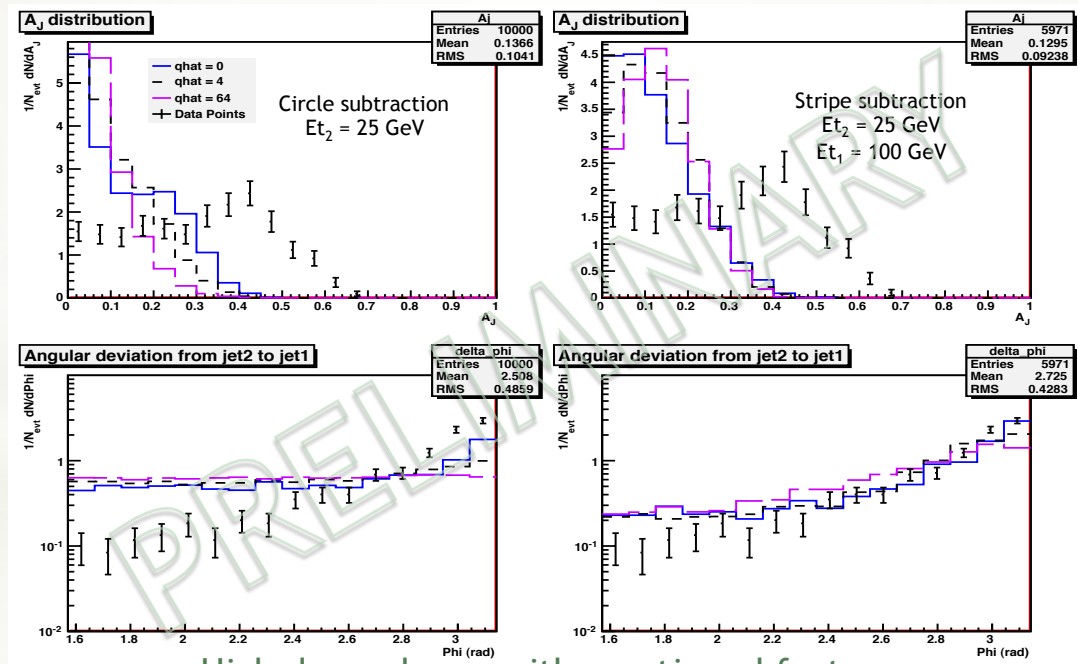 A_J distribution
Aj
Entries 10000
Mean 0.1366
RMS 0.1041
1/N_evt dN/dA_J
5
4
3
2
1
0
qhat = 0
qhat = 4
qhat = 64
Data Points
Circle subtraction
Et_2 = 25 GeV
0 0.1 0.2 0.3 0.4 0.5 0.6 0.7 0.8 0.9 1
A_J
A_J distribution
Aj
Entries 5971
Mean 0.1295
RMS 0.09238
1/N_evt dN/dA_J
4.5
4
3.5
3
2.5
2
1.5
1
0.5
0
Stripe subtraction
Et_2 = 25 GeV
Et_1 = 100 GeV
0 0.1 0.2 0.3 0.4 0.5 0.6 0.7 0.8 0.9 1
A_J
PRELIMINARY
Angular deviation from jet2 to jet1
delta_phi
Entries 10000
Mean 2.508
RMS 0.4859
1/N_evt dN/dPhi
1
10^-1
10^-2
1.6 1.8 2 2.2 2.4 2.6 2.8 3
Phi (rad)
Angular deviation from jet2 to jet1
delta_phi
Entries 5971
Mean 2.725
RMS 0.4283
1/N_evt dN/dPhi
1
10^-1
10^-2
1.6 1.8 2 2.2 2.4 2.6 2.8 3
Phi (rad)